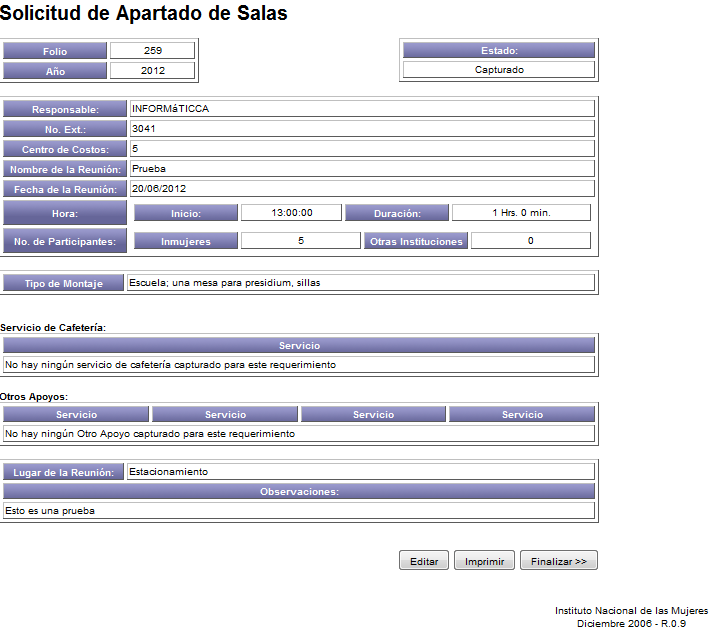 Solicitud de Apartado de Salas
Folio 259 Estado:
Año 2012 Capturado
Responsable: INFORMáTICCA
No. Ext.: 3041
Centro de Costos: 5
Nombre de la Reunión: Prueba
Fecha de la Reunión: 20/06/2012
Hora: Inicio: 13:00:00 Duración: 1 Hrs. 0 min.
No. de Participantes: Inmujeres 5 Otras Instituciones 0
Tipo de Montaje Escuela; una mesa para presidium, sillas
Servicio de Cafetería:
Servicio
No hay ningún servicio de cafetería capturado para este requerimiento
Otros Apoyos:
Servicio Servicio Servicio Servicio
No hay ningún Otro Apoyo capturado para este requerimiento
Lugar de la Reunión: Estacionamiento
Observaciones:
Esto es una prueba
Editar Imprimir Finalizar >>
Instituto Nacional de las Mujeres
Diciembre 2006 - R.0.9